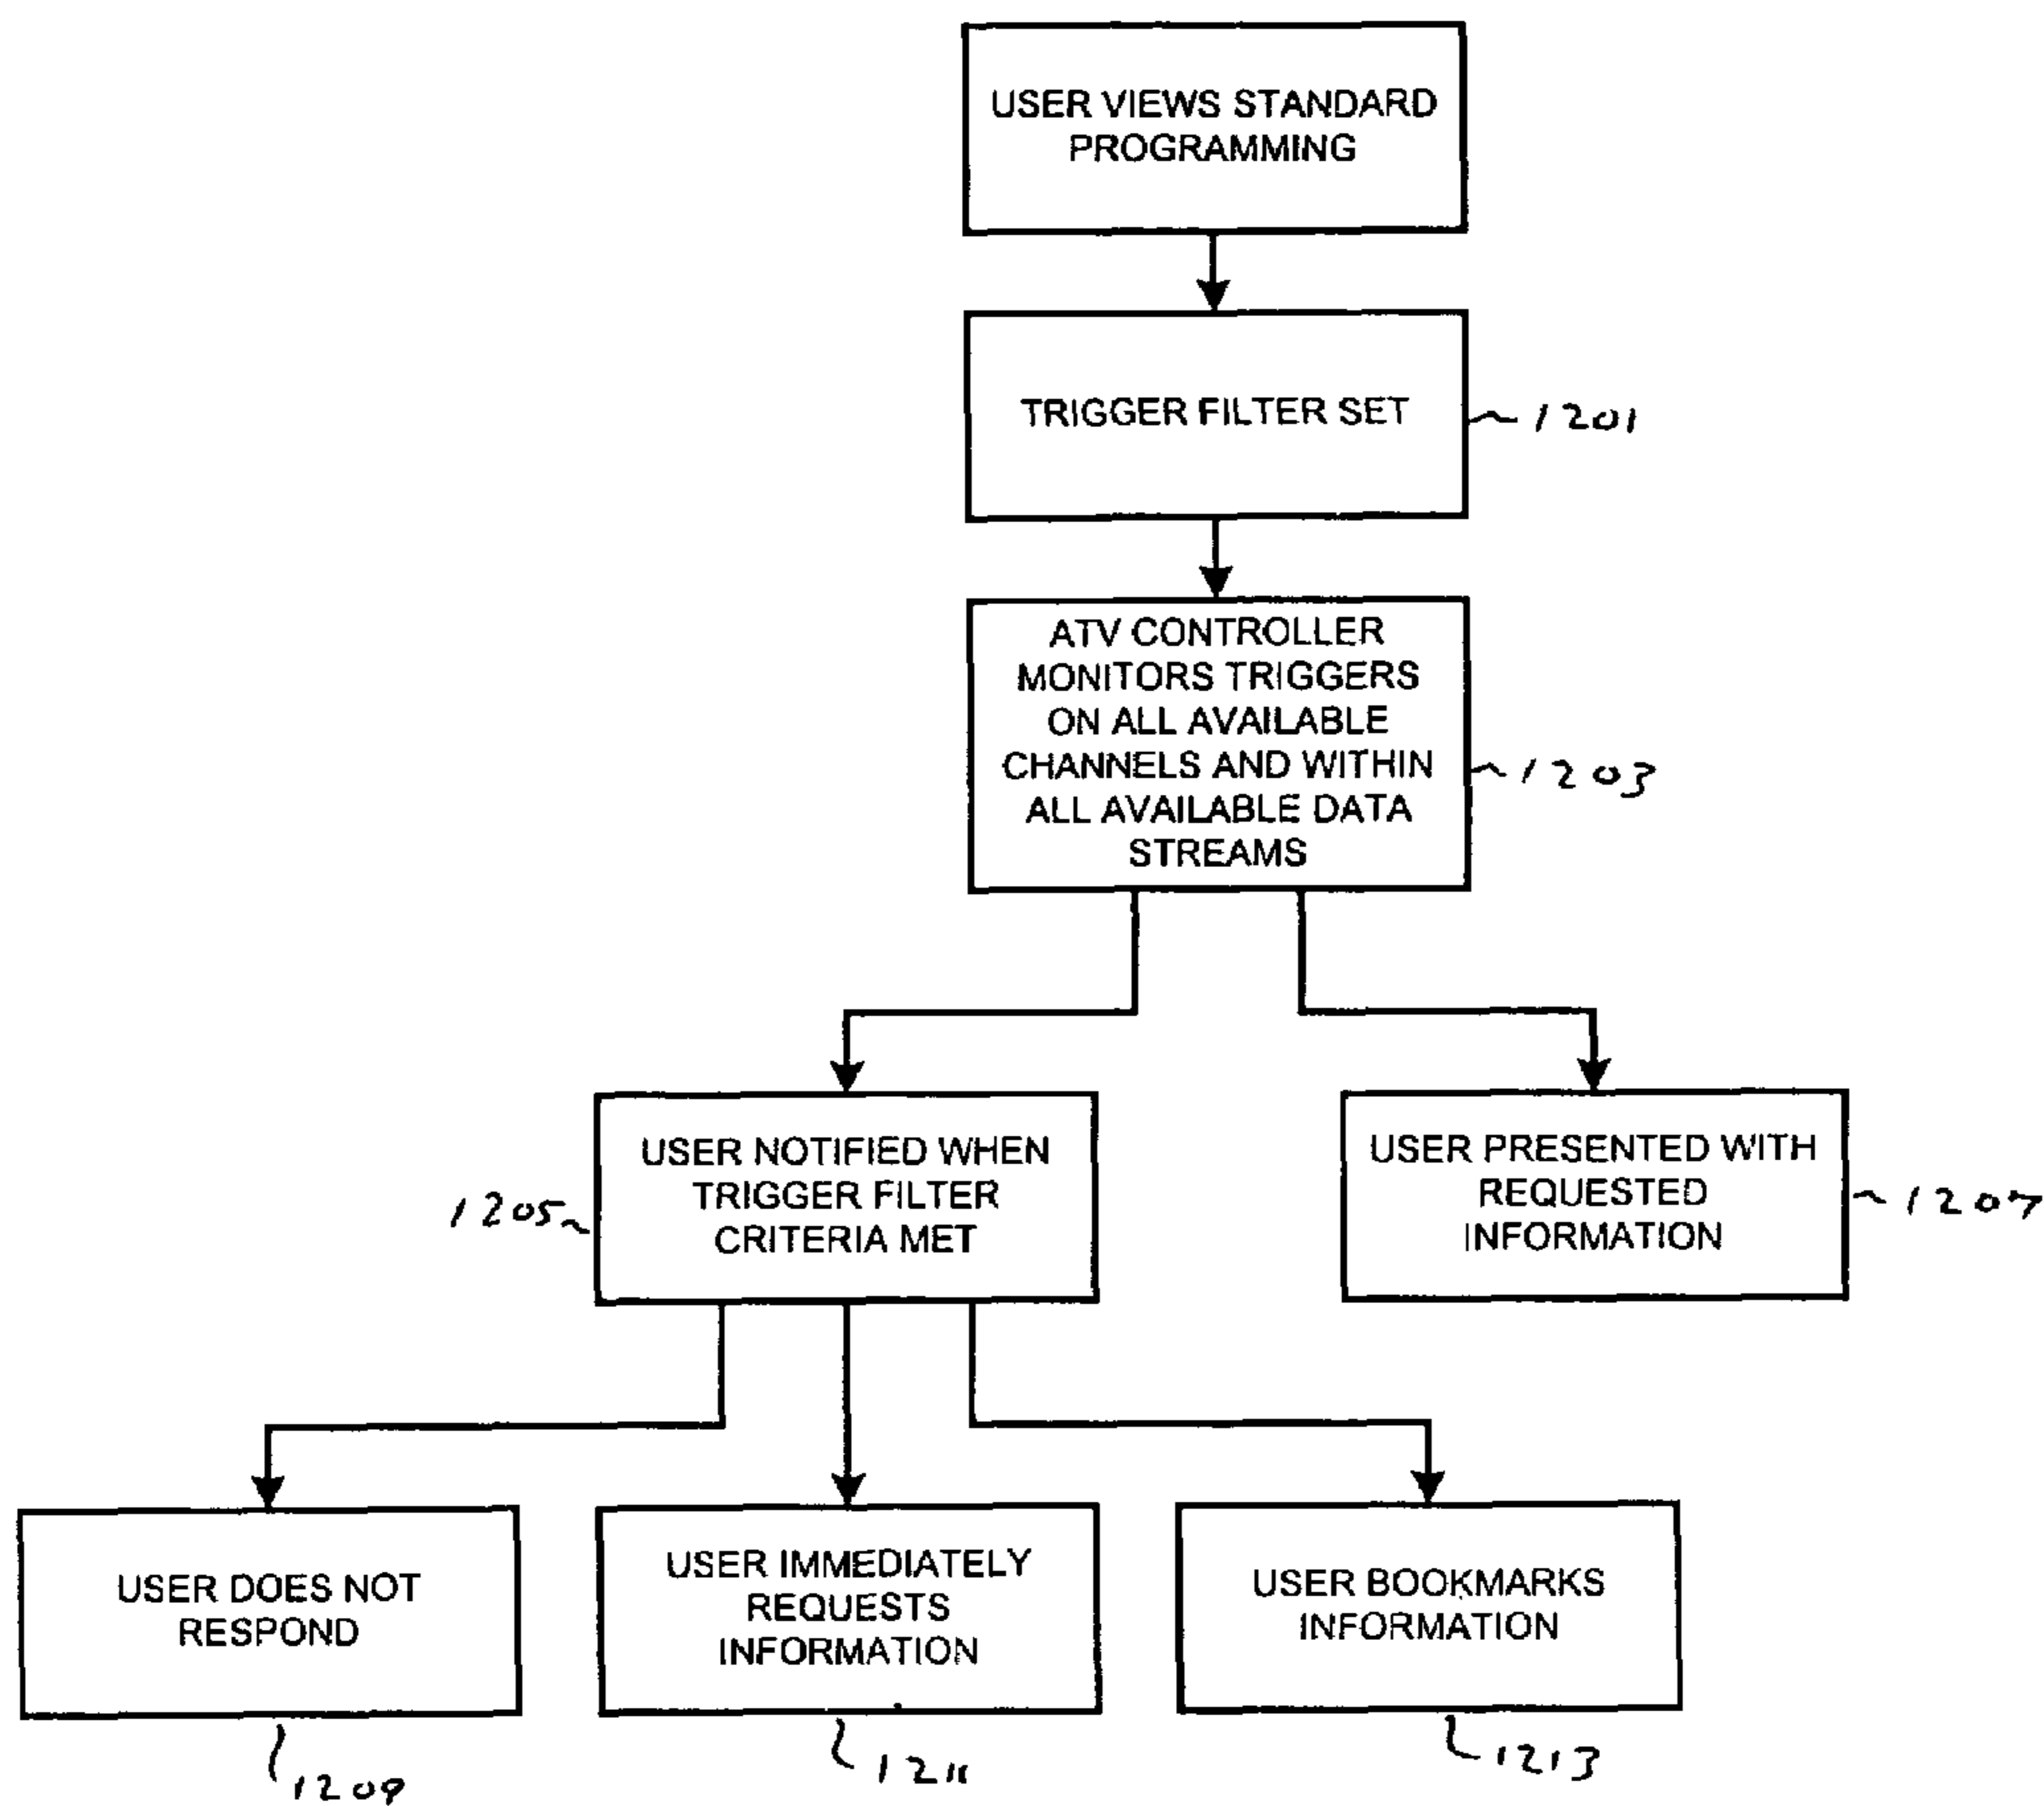 USER VIEWS STANDARD
PROGRAMMING
TRIGGER FILTER SET
1201
ATV CONTROLLER
MONITORS TRIGGERS
ON ALL AVAILABLE
CHANNELS AND WITHIN
ALL AVAILABLE DATA
STREAMS
1203
USER NOTIFIED WHEN
TRIGGER FILTER
CRITERIA MET
1205
USER PRESENTED WITH
REQUESTED
INFORMATION
1207
USER DOES NOT
RESPOND
1209
USER IMMEDIATELY
REQUESTS
INFORMATION
1211
USER BOOKMARKS
INFORMATION
1213